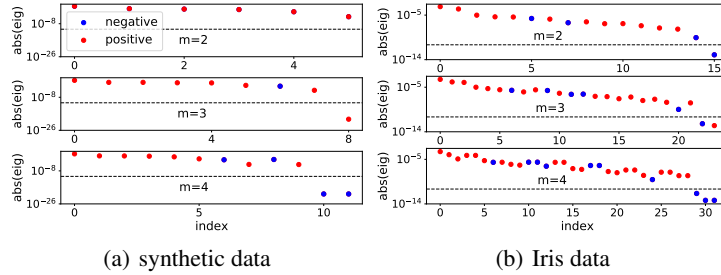 negative
positive
abs(eig)
10⁻⁸
10⁻²⁶
m=2
0 2 4
abs(eig)
10⁻⁸
10⁻²⁶
m=3
0 4 8
abs(eig)
10⁻⁸
10⁻²⁶
m=4
0 5 10
index
(a) synthetic data
abs(eig)
10⁻⁵
10⁻¹⁴
m=2
0 5 10 15
abs(eig)
10⁻⁵
10⁻¹⁴
m=3
0 5 10 15 20
abs(eig)
10⁻⁵
10⁻¹⁴
m=4
0 5 10 15 20 25 30
index
(b) Iris data